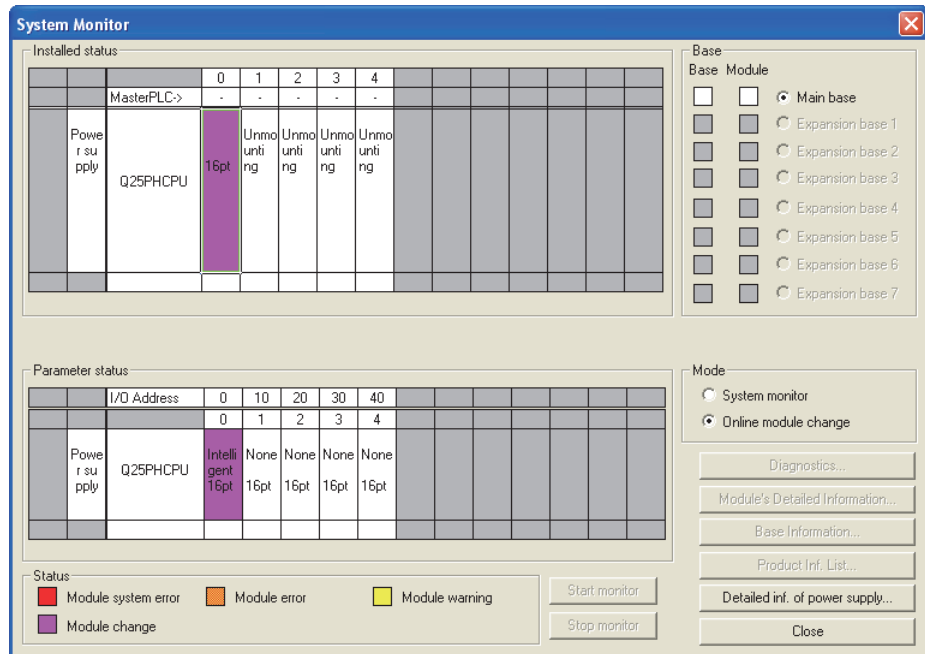 System Monitor
Installed status
0 1 2 3 4
MasterPLC-> - - - - -
Powe
r su
pply
Q25PHCPU
16pt
Unmo
unti
ng
Unmo
unti
ng
Unmo
unti
ng
Unmo
unti
ng
Base
Base Module
Main base
Expansion base 1
Expansion base 2
Expansion base 3
Expansion base 4
Expansion base 5
Expansion base 6
Expansion base 7
Parameter status
I/O Address 0 10 20 30 40
0 1 2 3 4
Powe
r su
pply
Q25PHCPU
Intelli
gent
16pt
None
16pt
None
16pt
None
16pt
None
16pt
Mode
System monitor
Online module change
Diagnostics...
Module's Detailed Information...
Base Information...
Product Inf. List...
Detailed inf. of power supply...
Close
Status
Module system error
Module error
Module warning
Module change
Start monitor
Stop monitor